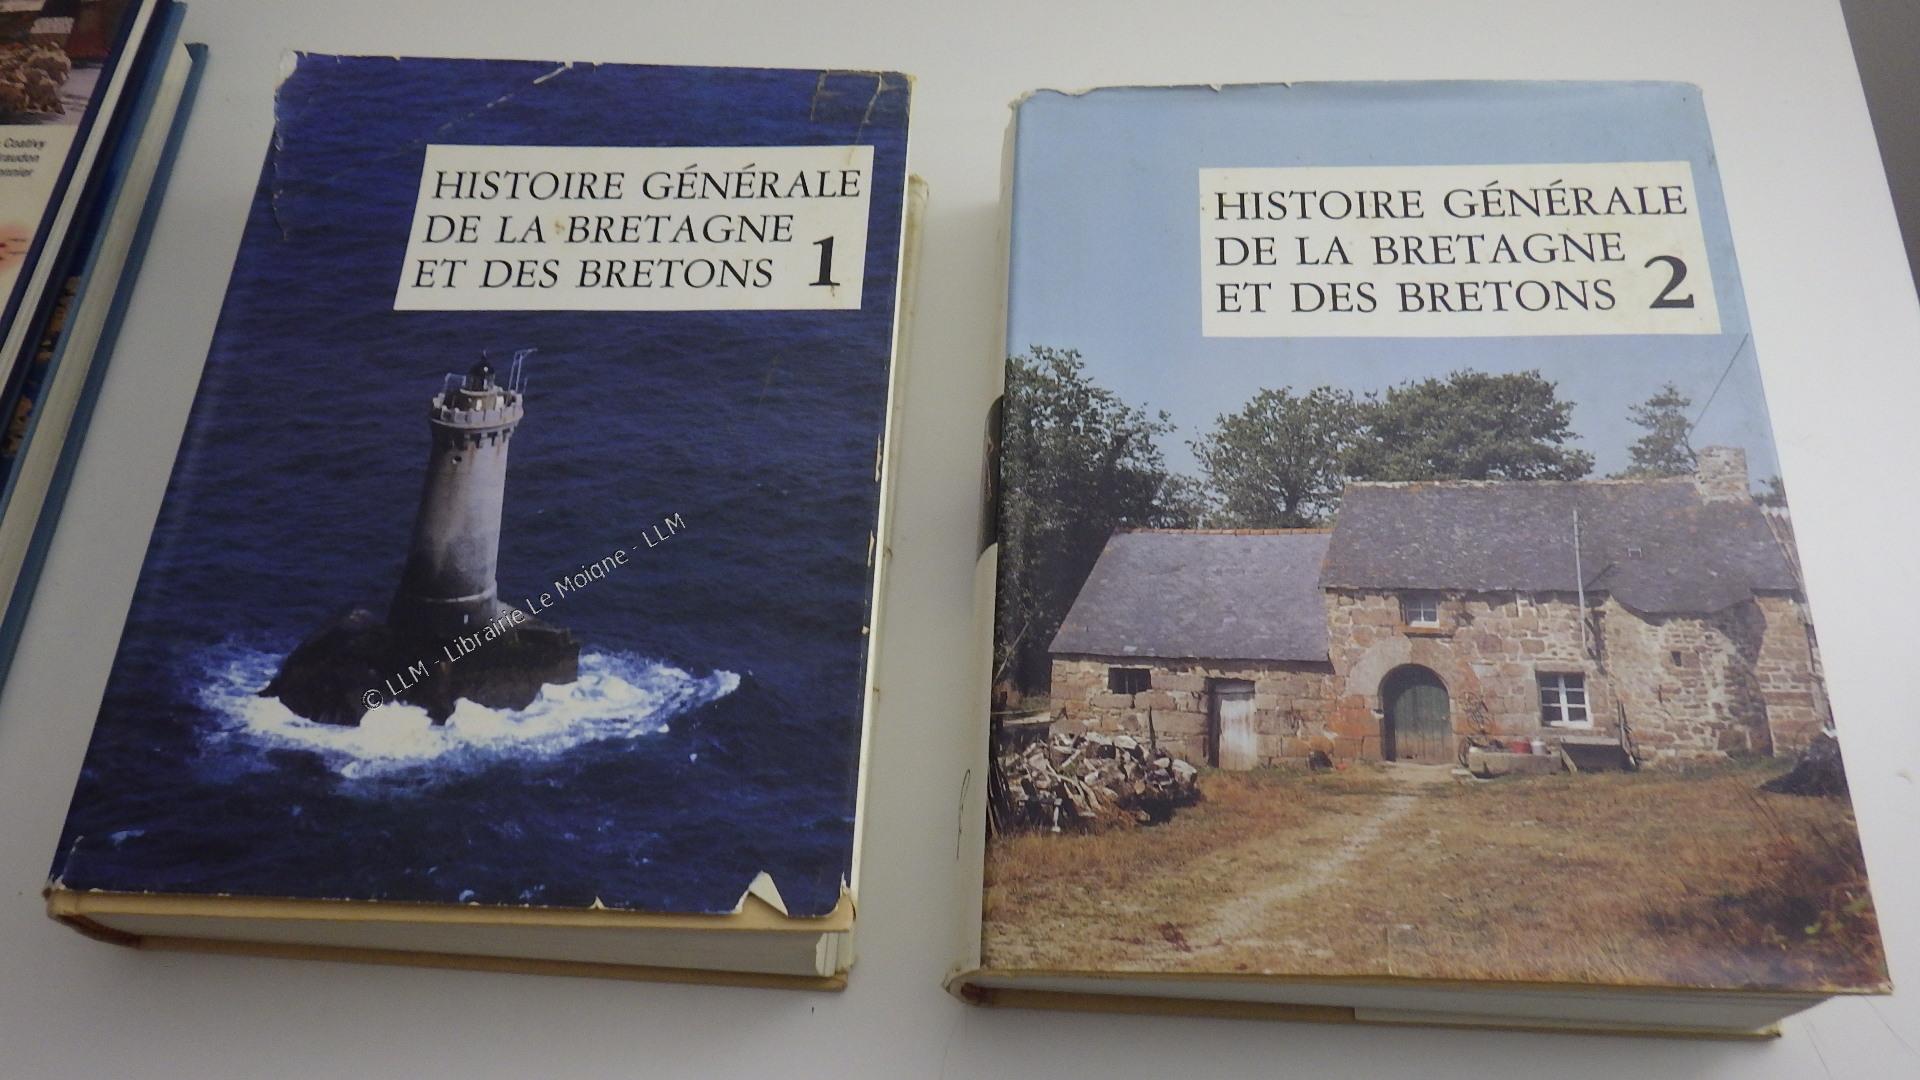 Coativy
HISTOIRE GÉNÉRALE
DE LA BRETAGNE
ET DES BRETONS 1
© LLM - Librairie Le Moigne - LLM
HISTOIRE GÉNÉRALE
DE LA BRETAGNE
ET DES BRETONS 2